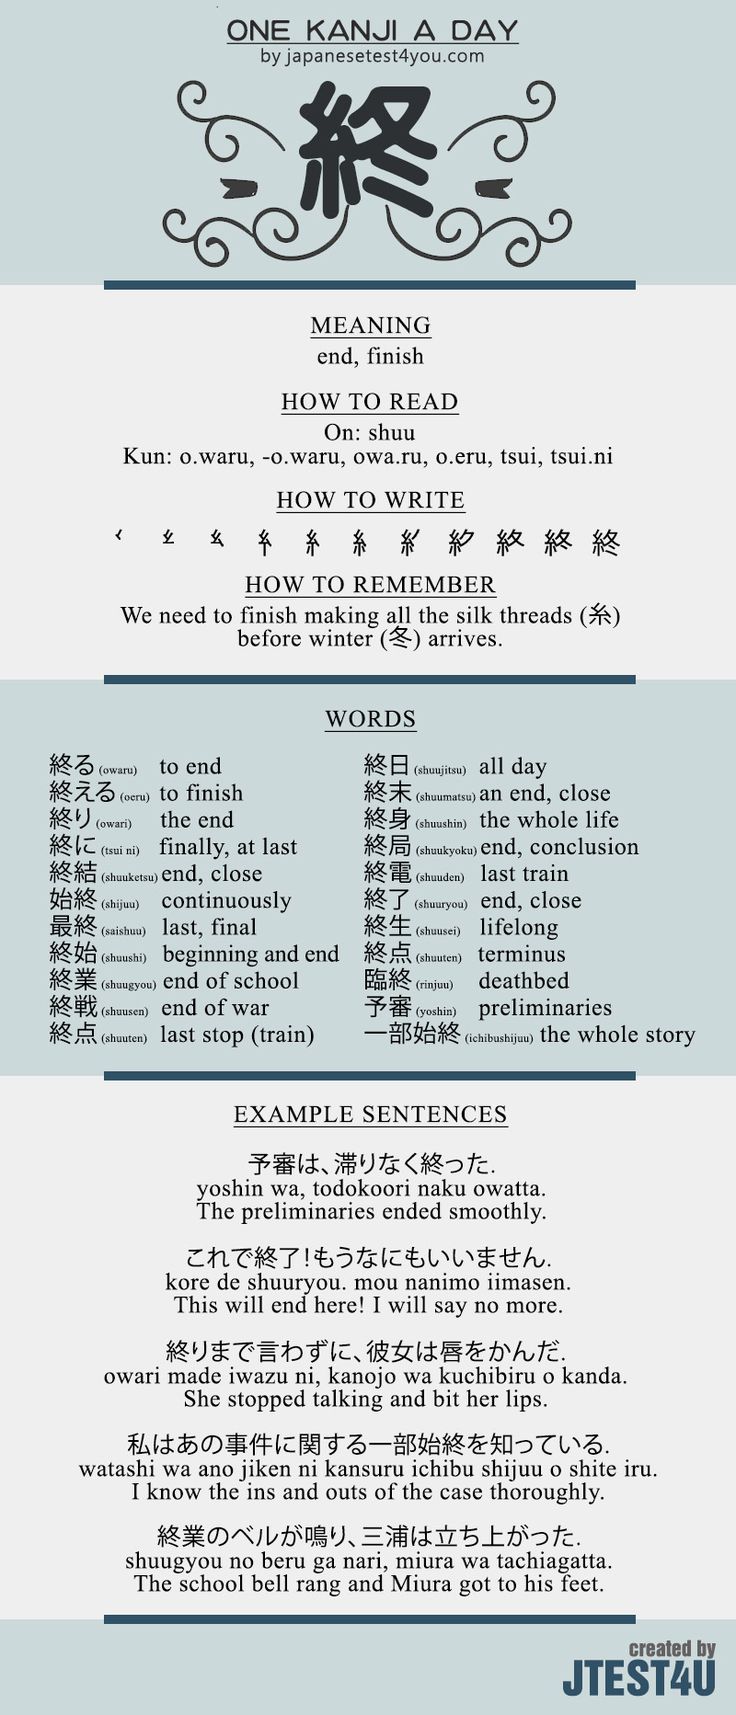 ONE KANJI A DAY
by japanesetest4you.com
終
MEANING
end, finish
HOW TO READ
On: shuu
Kun: o.waru, -o.waru, owa.ru, o.eru, tsui, tsui.ni
HOW TO WRITE
終
HOW TO REMEMBER
We need to finish making all the silk threads (糸)
before winter (冬) arrives.
WORDS
終る (owaru) to end
終える (oeru) to finish
終り (owari) the end
終に (tsui ni) finally, at last
終結 (shuuketsu) end, close
始終 (shijuu) continuously
最終 (saishuu) last, final
終始 (shuushi) beginning and end
終業 (shuugyou) end of school
終戦 (shuusen) end of war
終点 (shuuten) last stop (train)
終日 (shuujitsu) all day
終末 (shuumatsu) an end, close
終身 (shuushin) the whole life
終局 (shuukyoku) end, conclusion
終電 (shuuden) last train
終了 (shuuryou) end, close
終生 (shuusei) lifelong
終点 (shuuten) terminus
臨終 (rinjuu) deathbed
予審 (yoshin) preliminaries
一部始終 (ichibushijuu) the whole story
EXAMPLE SENTENCES
予審は、滞りなく終った.
yoshin wa, todokoori naku owatta.
The preliminaries ended smoothly.
これで終了！もうなにもいいません.
kore de shuuryou. mou nanimo iimasen.
This will end here! I will say no more.
終りまで言わずに、彼女は唇をかんだ.
owari made iwazu ni, kanojo wa kuchibiru o kanda.
She stopped talking and bit her lips.
私はあの事件に関する一部始終を知っている.
watashi wa ano jiken ni kansuru ichibu shijuu o shite iru.
I know the ins and outs of the case thoroughly.
終業のベルが鳴り、三浦は立ち上がった.
shuugyou no beru ga nari, miura wa tachiagatta.
The school bell rang and Miura got to his feet.
created by
JTEST4U